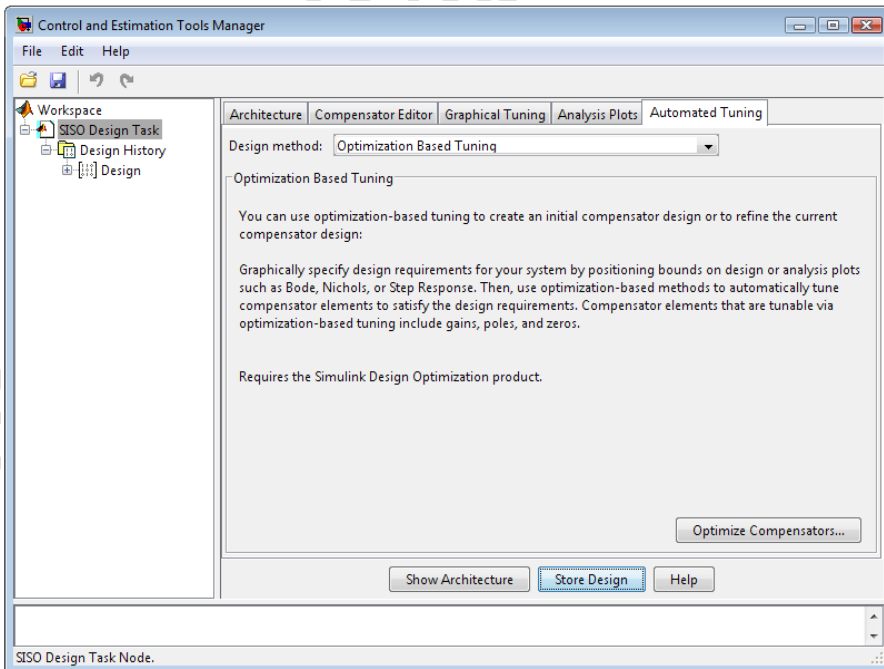 Control and Estimation Tools Manager
File Edit Help
Workspace
SISO Design Task
Design History
Design
Architecture Compensator Editor Graphical Tuning Analysis Plots Automated Tuning
Design method: Optimization Based Tuning
Optimization Based Tuning
You can use optimization-based tuning to create an initial compensator design or to refine the current
compensator design:
Graphically specify design requirements for your system by positioning bounds on design or analysis plots
such as Bode, Nichols, or Step Response. Then, use optimization-based methods to automatically tune
compensator elements to satisfy the design requirements. Compensator elements that are tunable via
optimization-based tuning include gains, poles, and zeros.
Requires the Simulink Design Optimization product.
Optimize Compensators...
Show Architecture Store Design Help
SISO Design Task Node.